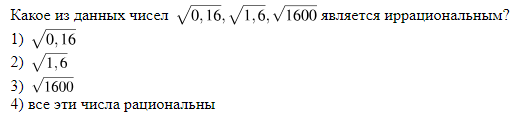 Какое из данных чисел √0,16, √1,6, √1600 является иррациональным?
1) √0,16
2) √1,6
3) √1600
4) все эти числа рациональны